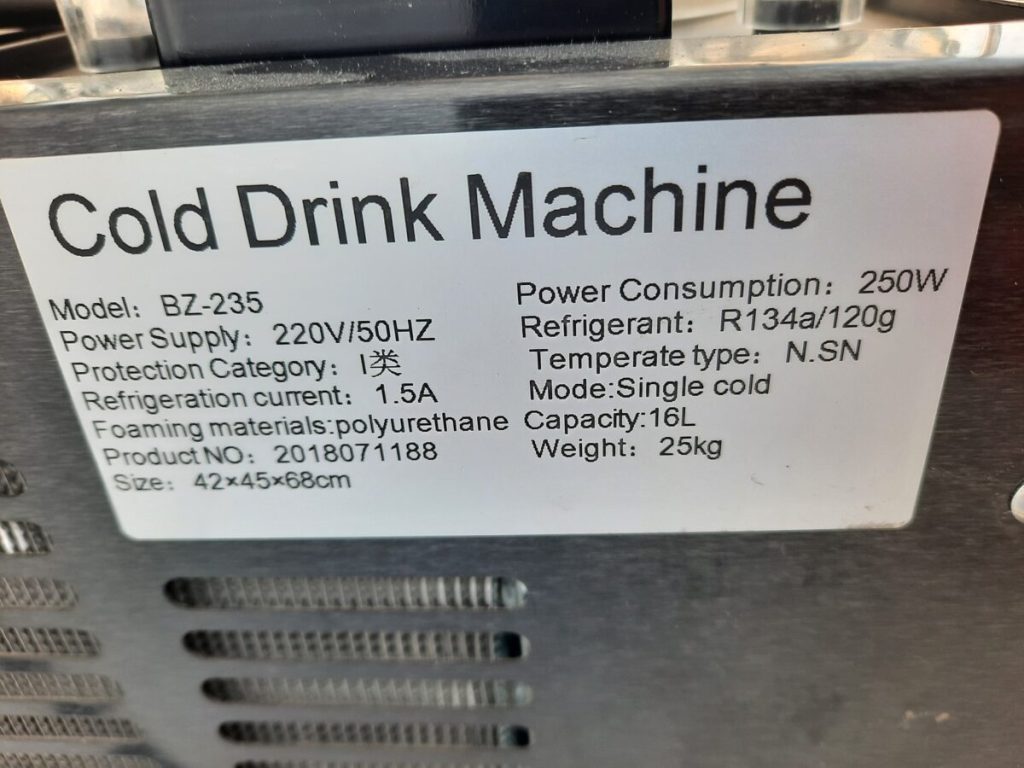 Cold Drink Machine
Model: BZ-235
Power Supply: 220V/50HZ
Protection Category: I类
Refrigeration current: 1.5A
Foaming materials:polyurethane
Product NO: 2018071188
Size: 42×45×68cm
Power Consumption: 250W
Refrigerant: R134a/120g
Temperate type: N.SN
Mode:Single cold
Capacity:16L
Weight: 25kg